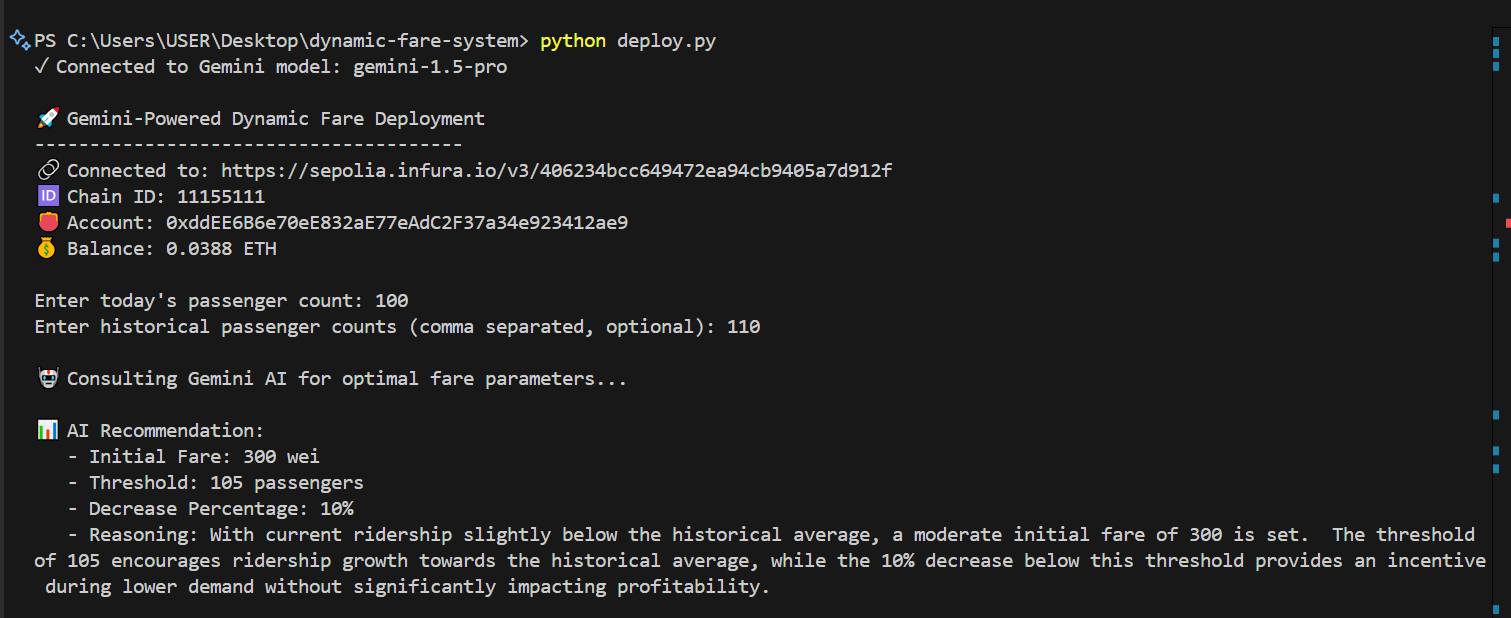 PS C:\Users\USER\Desktop\dynamic-fare-system> python deploy.py
✓ Connected to Gemini model: gemini-1.5-pro
🚀 Gemini-Powered Dynamic Fare Deployment
---------------------------------------
🔗 Connected to: https://sepolia.infura.io/v3/406234bcc649472ea94cb9405a7d912f
🆔 Chain ID: 11155111
👛 Account: 0xddEE6B6e70eE832aE77eAdC2F37a34e923412ae9
💰 Balance: 0.0388 ETH
Enter today's passenger count: 100
Enter historical passenger counts (comma separated, optional): 110
🤖 Consulting Gemini AI for optimal fare parameters...
📊 AI Recommendation:
- Initial Fare: 300 wei
- Threshold: 105 passengers
- Decrease Percentage: 10%
- Reasoning: With current ridership slightly below the historical average, a moderate initial fare of 300 is set.  The threshold
of 105 encourages ridership growth towards the historical average, while the 10% decrease below this threshold provides an incentive
during lower demand without significantly impacting profitability.